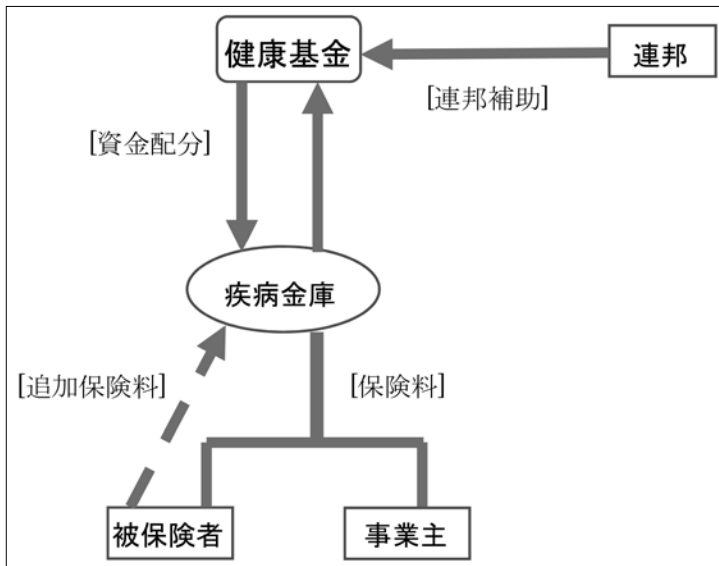 健康基金
連邦
[連邦補助]
[資金配分]
疾病金庫
[追加保険料]
[保険料]
被保険者
事業主